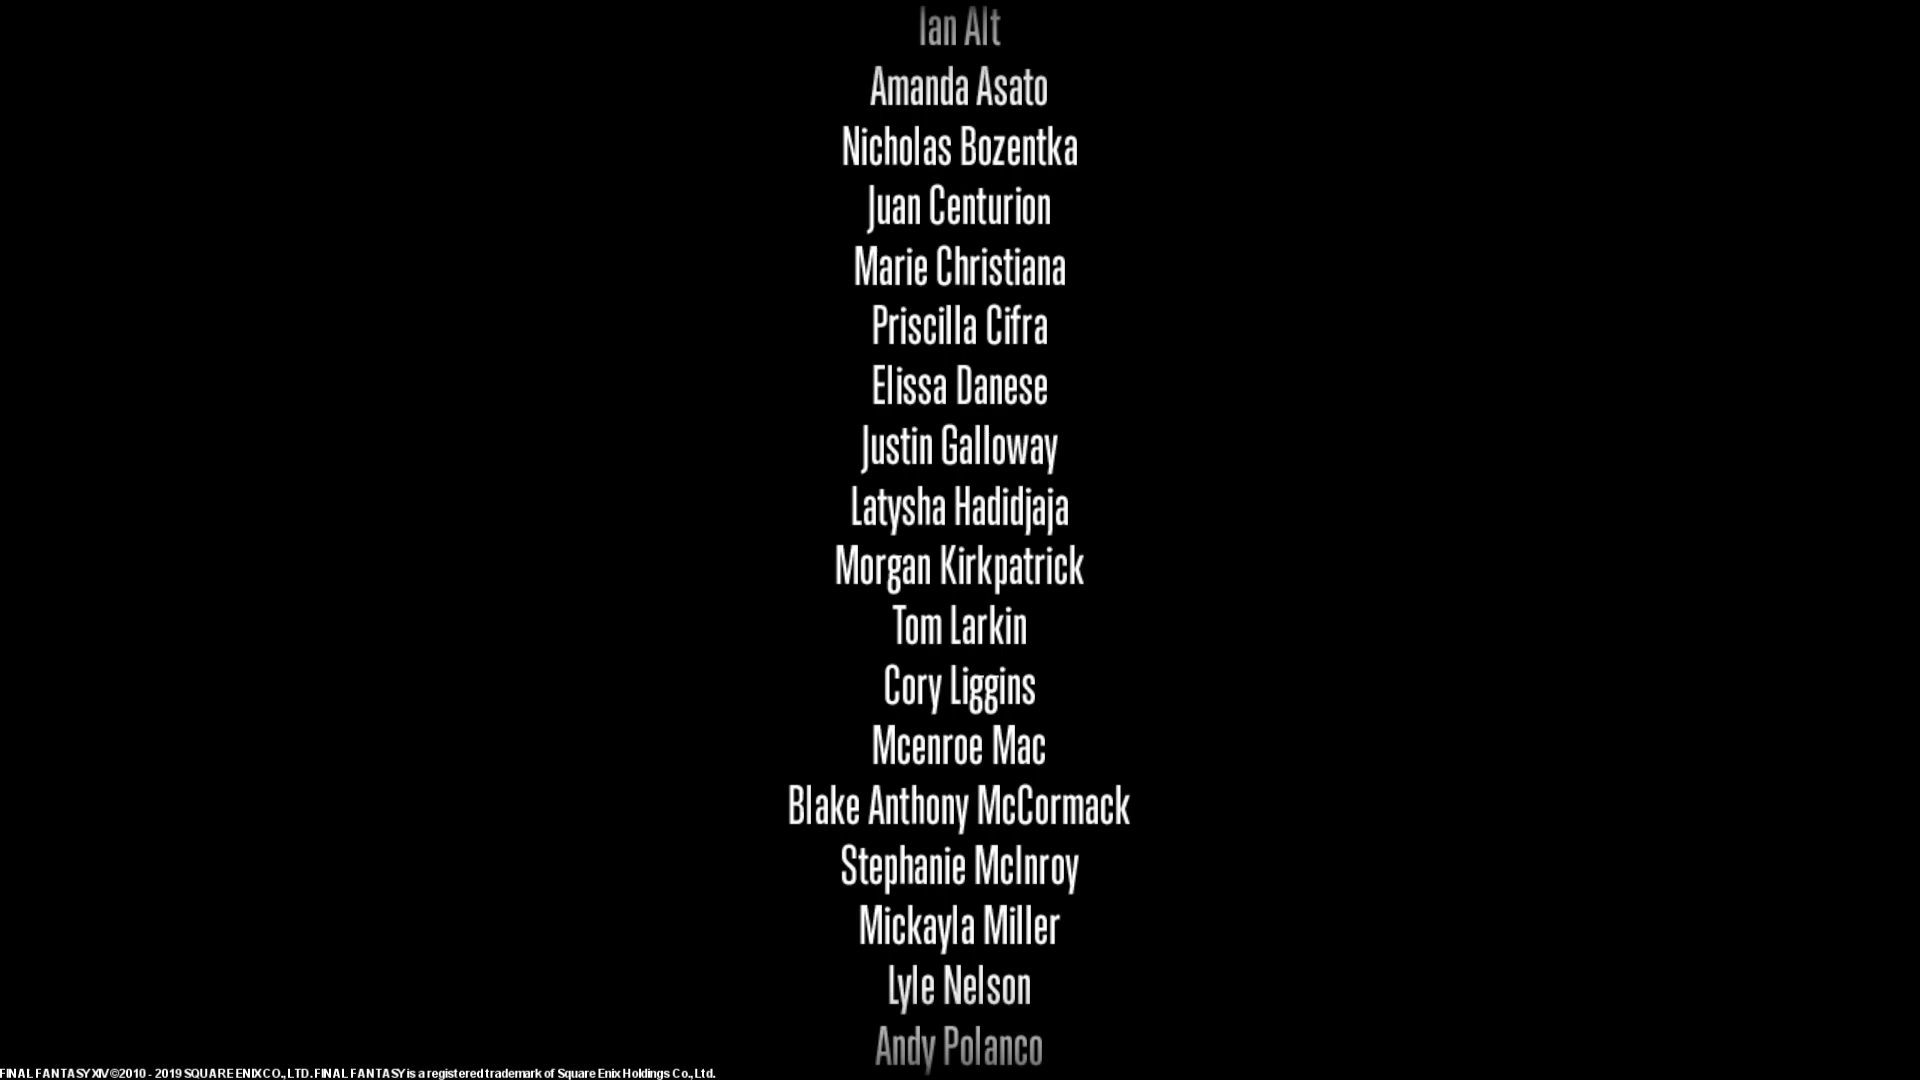 Ian Alt
Amanda Asato
Nicholas Bozentka
Juan Centurion
Marie Christiana
Priscilla Cifra
Elissa Danese
Justin Galloway
Latysha Hadidjaja
Morgan Kirkpatrick
Tom Larkin
Cory Liggins
Mcenroe Mac
Blake Anthony McCormack
Stephanie McInroy
Mickayla Miller
Lyle Nelson
Andy Polanco
FINAL FANTASY XIV ©2010 - 2019 SQUARE ENIX CO., LTD. FINAL FANTASY is a registered trademark of Square Enix Holdings Co., Ltd.